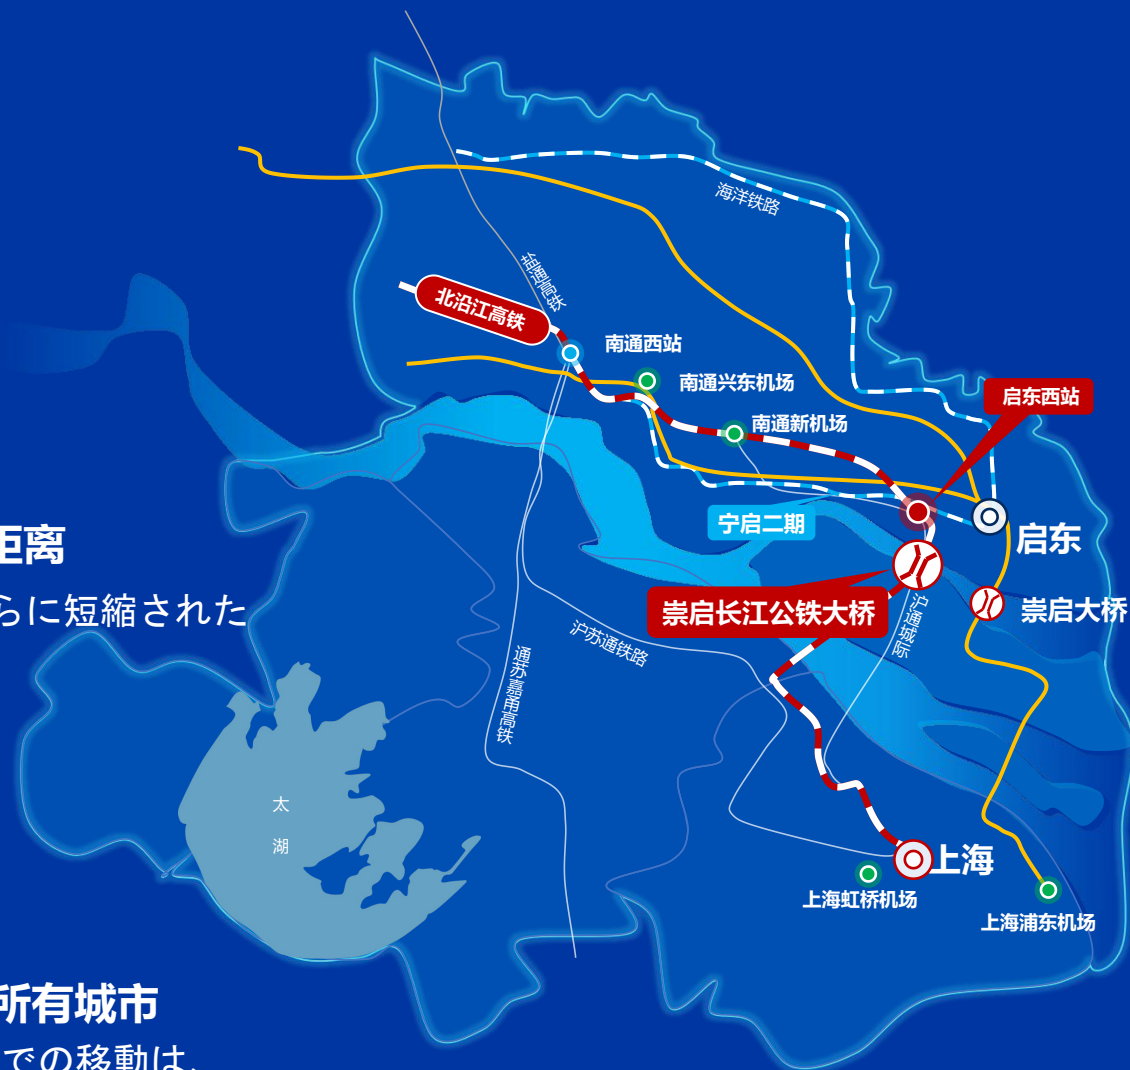 海洋铁路
盐通高铁
北沿江高铁
南通西站
南通兴东机场
启东西站
南通新机场
宁启二期
启东
距离
らに短縮された
崇启长江公铁大桥
崇启大桥
沪通城际
沪苏通铁路
通苏嘉甬高铁
太
湖
上海
上海虹桥机场
上海浦东机场
所有城市
での移動は、